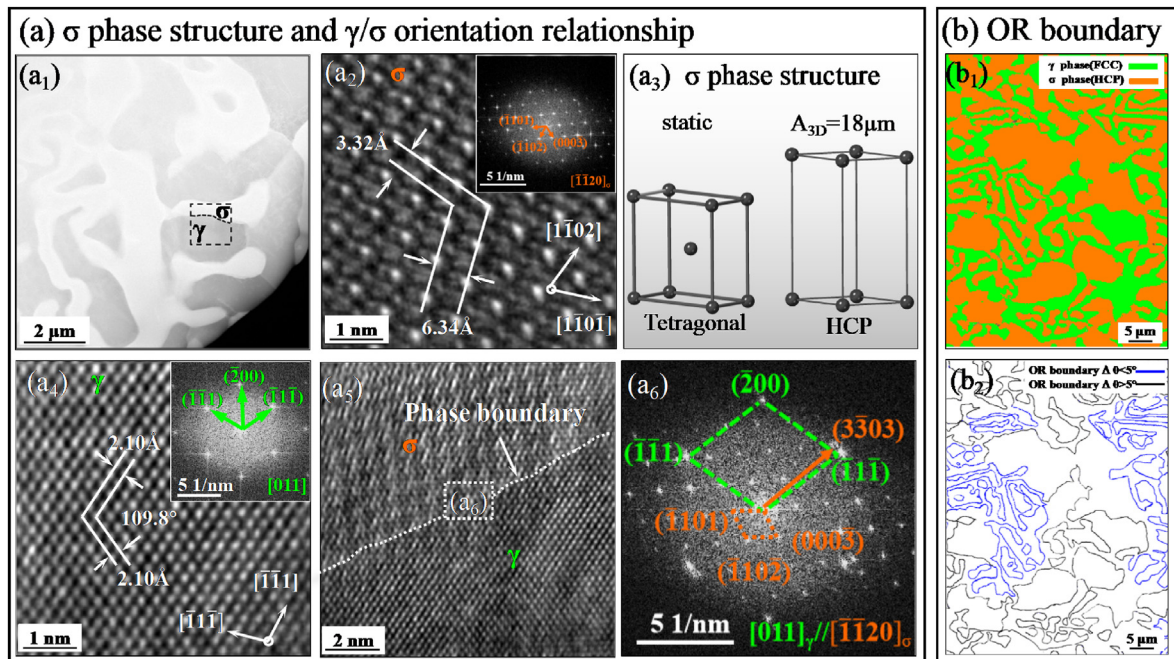 (a) σ phase structure and γ/σ orientation relationship
(a₁)
σ
γ
2 μm
(a₂)
σ
3.32Å
6.34Å
(1̄101)
(1̄102̄)
(0003̄)
5 1/nm
[1̄1̄20]σ
[11̄02]
[11̄01̄]
1 nm
(a₃) σ phase structure
static
A3D=18μm
Tetragonal
HCP
(a₄)
γ
2.10Å
109.8°
2.10Å
(1̄1̄1)
(2̄00)
(1̄11̄)
5 1/nm
[011]
[1̄1̄1]
[1̄11̄]
1 nm
(a₅)
Phase boundary
σ
(a₆)
γ
2 nm
(a₆)
(2̄00)
(33̄03)
(1̄1̄1)
(1̄11̄)
(1̄101)
(0003̄)
(1̄102̄)
5 1/nm
[011]γ//[1̄1̄20]σ
(b) OR boundary
(b₁)
γ phase(FCC)
σ phase(HCP)
5 μm
(b₂)
OR boundary Δ θ<5°
OR boundary Δ θ>5°
5 μm